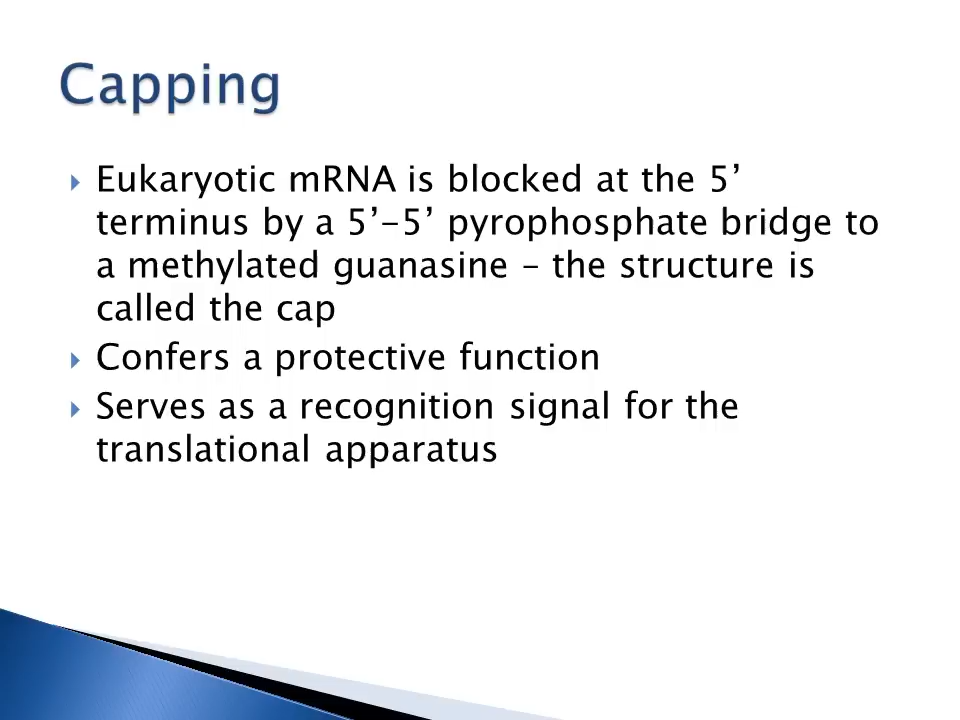 Capping
Eukaryotic mRNA is blocked at the 5’
terminus by a 5’-5’ pyrophosphate bridge to
a methylated guanasine – the structure is
called the cap
Confers a protective function
Serves as a recognition signal for the
translational apparatus